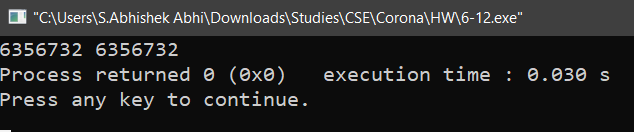 "C:\Users\S.Abhishek Abhi\Downloads\Studies\CSE\Corona\HW\6-12.exe"
6356732 6356732
Process returned 0 (0x0)   execution time : 0.030 s
Press any key to continue.